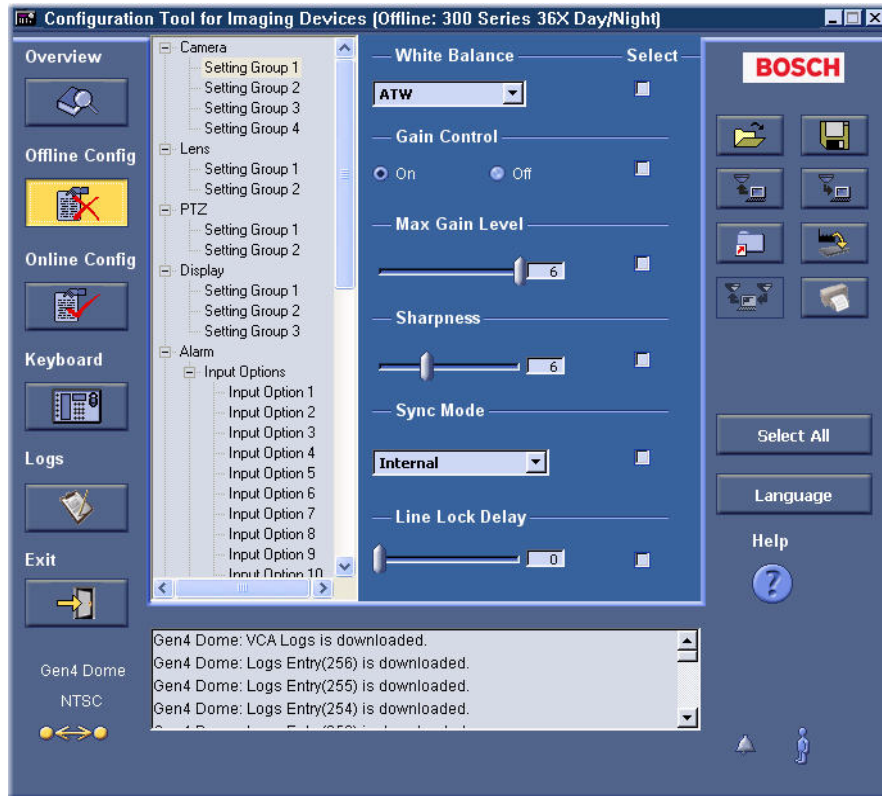 Configuration Tool for Imaging Devices (Offline: 300 Series 36X Day/Night)
Overview
Offline Config
Online Config
Keyboard
Logs
Exit
Gen4 Dome
NTSC
Camera
Setting Group 1
Setting Group 2
Setting Group 3
Setting Group 4
Lens
Setting Group 1
Setting Group 2
PTZ
Setting Group 1
Setting Group 2
Display
Setting Group 1
Setting Group 2
Setting Group 3
Alarm
Input Options
Input Option 1
Input Option 2
Input Option 3
Input Option 4
Input Option 5
Input Option 6
Input Option 7
Input Option 8
Input Option 9
Input Option 10
White Balance Select
ATW
Gain Control
On Off
Max Gain Level
6
Sharpness
6
Sync Mode
Internal
Line Lock Delay
0
BOSCH
Select All
Language
Help
?
Gen4 Dome: VCA Logs is downloaded.
Gen4 Dome: Logs Entry(256) is downloaded.
Gen4 Dome: Logs Entry(255) is downloaded.
Gen4 Dome: Logs Entry(254) is downloaded.